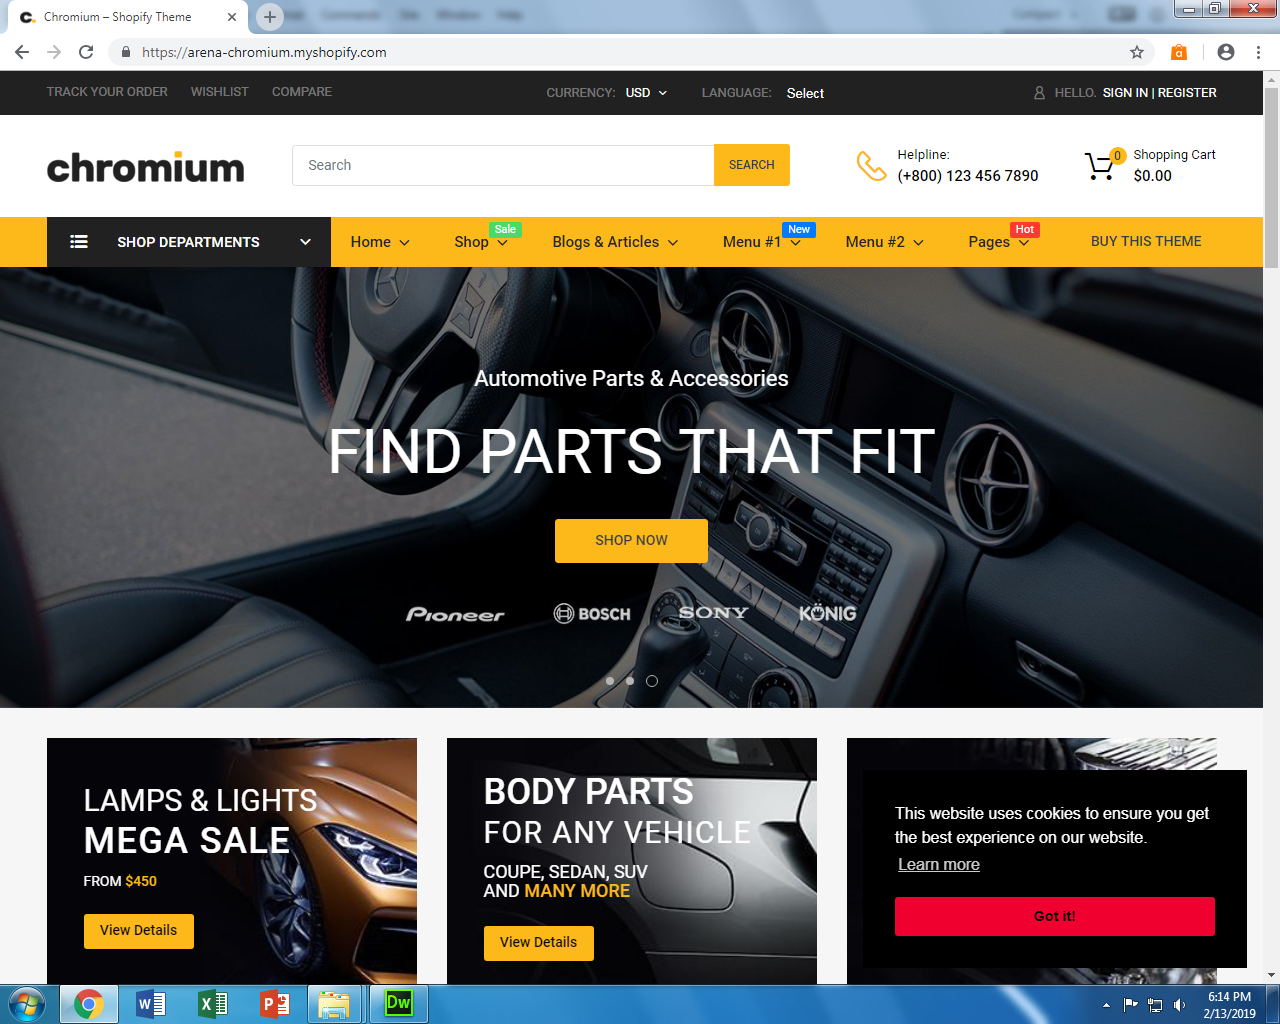 Chromium – Shopify Theme
https://arena-chromium.myshopify.com
TRACK YOUR ORDER WISHLIST COMPARE CURRENCY: USD LANGUAGE: Select HELLO. SIGN IN | REGISTER
chromium
Search SEARCH
Helpline:
(+800) 123 456 7890
0 Shopping Cart
$0.00
SHOP DEPARTMENTS Home Shop Sale Blogs & Articles Menu #1 New Menu #2 Pages Hot BUY THIS THEME
Automotive Parts & Accessories
FIND PARTS THAT FIT
SHOP NOW
Pioneer BOSCH SONY KÖNIG
LAMPS & LIGHTS
MEGA SALE
FROM $450
View Details
BODY PARTS
FOR ANY VEHICLE
COUPE, SEDAN, SUV
AND MANY MORE
View Details
This website uses cookies to ensure you get
the best experience on our website.
Learn more
Got it!
Dw
6:14 PM
2/13/2019